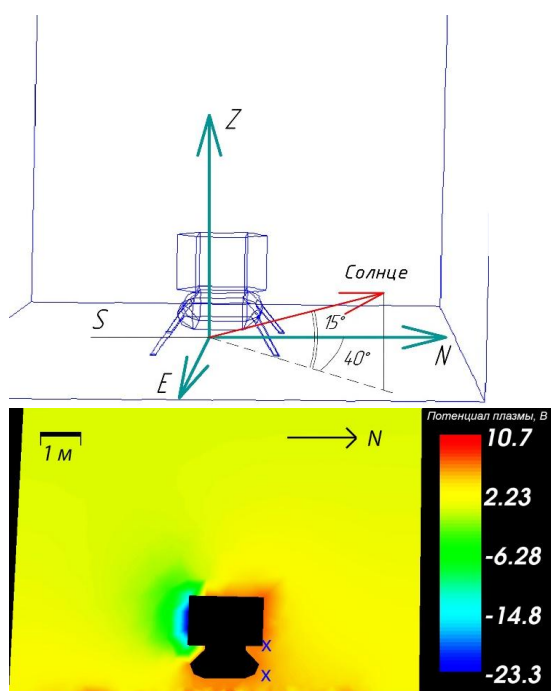 Z
Солнце
S
15°
40°
N
E
1 м
N
Потенциал плазмы, В
10.7
2.23
-6.28
-14.8
-23.3
x
x